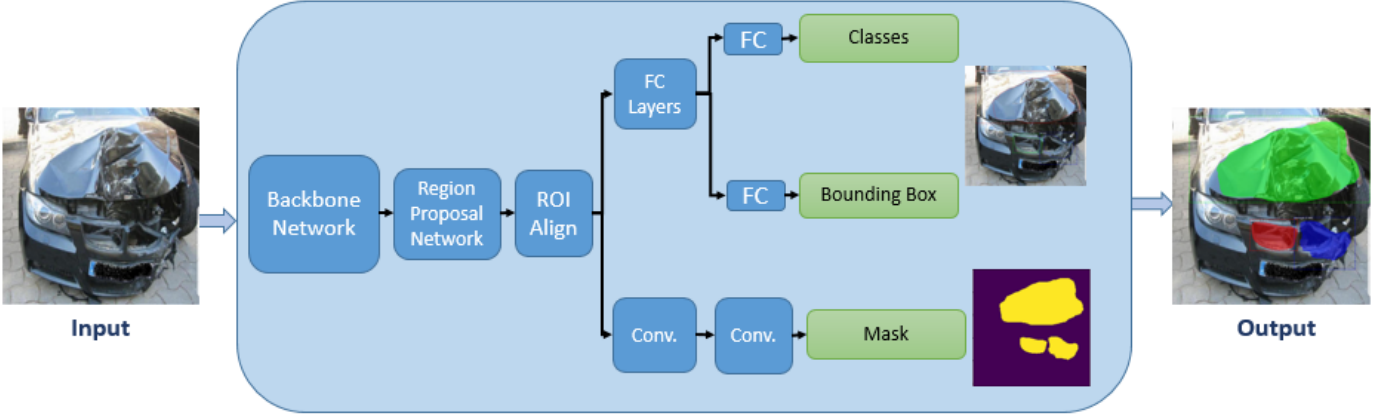 Input
Backbone
Network
Region
Proposal
Network
ROI
Align
FC
Layers
FC
Classes
FC
Bounding Box
Conv.
Conv.
Mask
Output